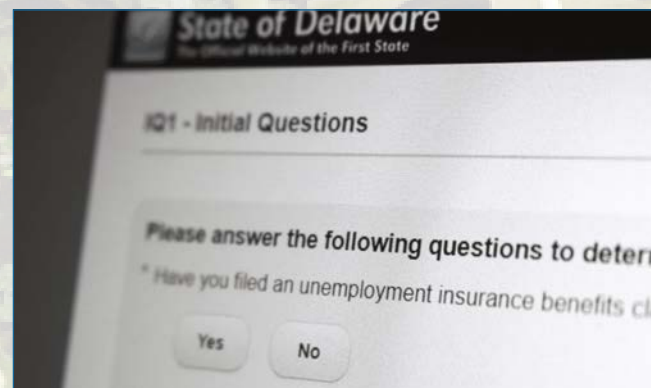 State of Delaware
The Official Website of the First State
IQ1 - Initial Questions
Please answer the following questions to deter
* Have you filed an unemployment insurance benefits cl
Yes
No